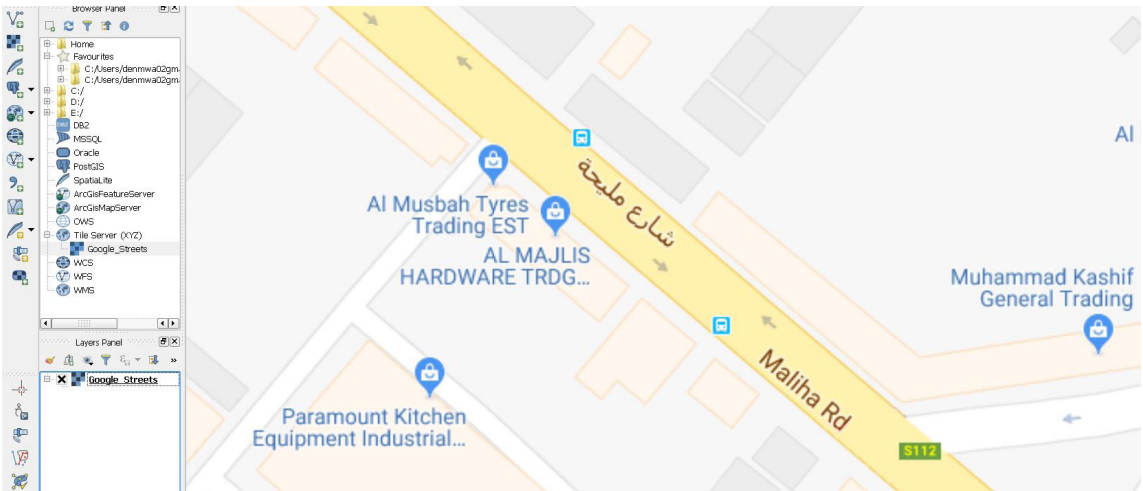 Browser Panel
Home
Favourites
C:/Users/denmwa02gm
C:/Users/denmwa02gm
C:/
D:/
E:/
DB2
MSSQL
Oracle
PostGIS
SpatiaLite
ArcGisFeatureServer
ArcGisMapServer
OWS
Tile Server (XYZ)
Google_Streets
WCS
WFS
WMS
Layers Panel
Google_Streets
Al
شارع مليحة
Al Musbah Tyres
Trading EST
AL MAJLIS
HARDWARE TRDG...
Muhammad Kashif
General Trading
Maliha Rd
Paramount Kitchen
Equipment Industrial...
S112